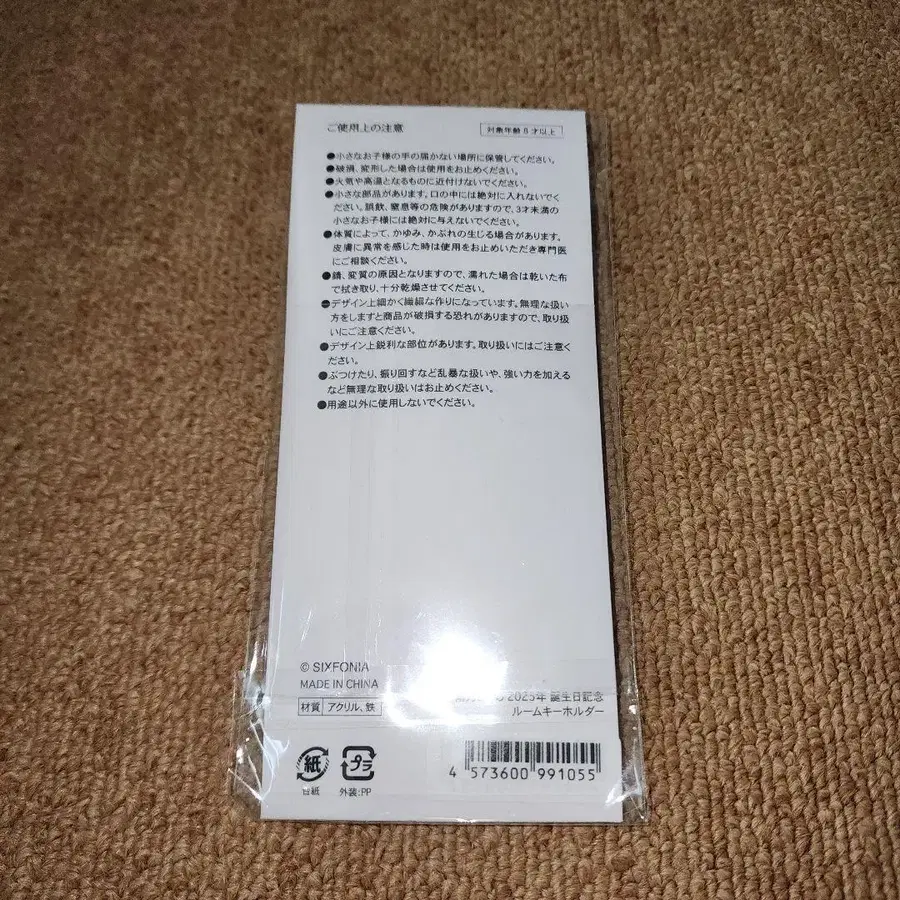 ご使用上の注意
対象年齢 8 才以上
●小さなお子様の手の届かない場所に保管してください。
●破損、変形した場合は使用をお止めください。
●火気や高温となるものに近付けないでください。
●小さな部品があります。口の中には絶対に入れないでく
ださい。誤飲、窒息等の危険がありますので、3才未満の
小さなお子様には絶対に与えないでください。
●体質によって、かゆみ、かぶれの生じる場合があります。
皮膚に異常を感じた時は使用をお止めいただき専門医
にご相談ください。
●錆、変質の原因となりますので、濡れた場合は乾いた布
で拭き取り、十分乾燥させてください。
●デザイン上細かく繊細な作りになっています。無理な扱い
方をしますと商品が破損する恐れがありますので、取り扱
いにご注意ください。
●デザイン上鋭利な部位があります。取り扱いにはご注意く
ださい。
●ぶつけたり、振り回すなど乱暴な扱いや、強い力を加える
など無理な取り扱いはお止めください。
●用途以外に使用しないでください。
© SIXFONIA
MADE IN CHINA
材質 アクリル、鉄
2025年 誕生日記念
ルームキーホルダー
紙
台紙
プラ
外装:PP
4 573600 991055